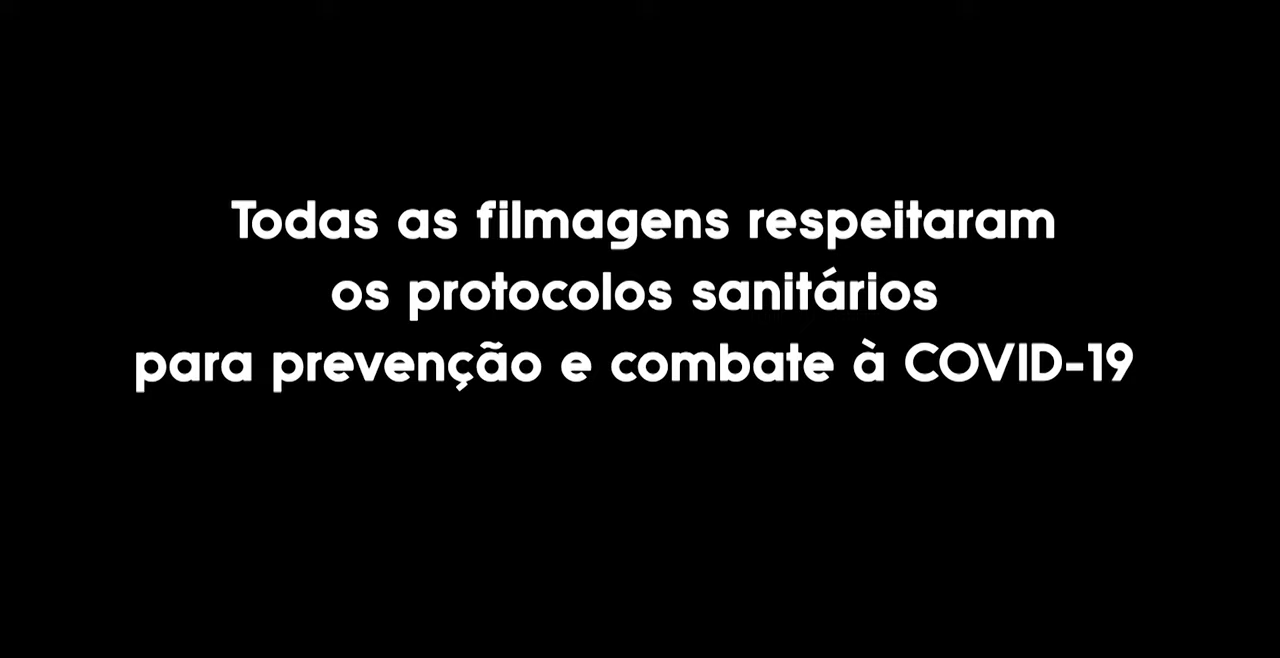 Todas as filmagens respeitaram
os protocolos sanitários
para prevenção e combate à COVID-19